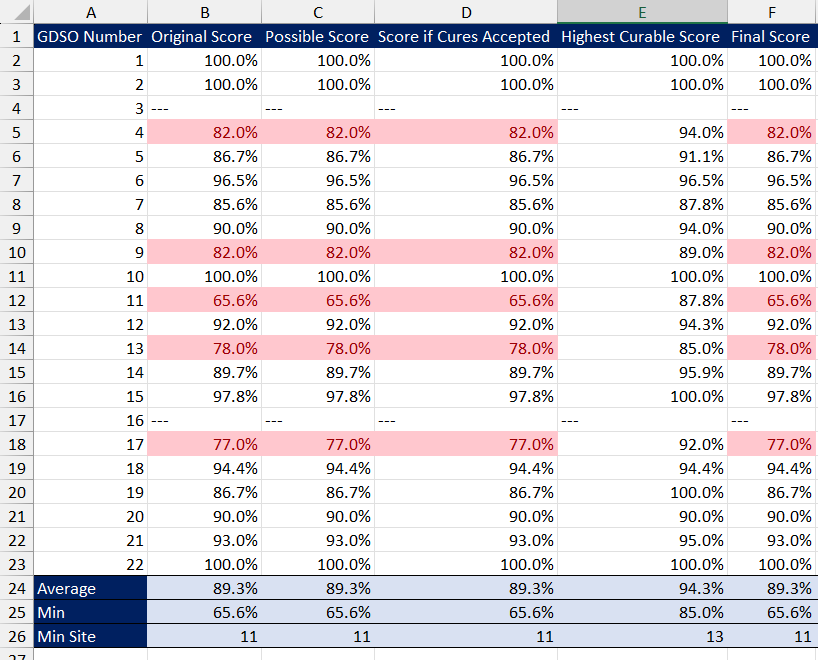 A B C D E F
1 GDSO Number Original Score Possible Score Score if Cures Accepted Highest Curable Score Final Score
2 1 100.0% 100.0% 100.0% 100.0% 100.0%
3 2 100.0% 100.0% 100.0% 100.0% 100.0%
4 3 --- --- --- --- ---
5 4 82.0% 82.0% 82.0% 94.0% 82.0%
6 5 86.7% 86.7% 86.7% 91.1% 86.7%
7 6 96.5% 96.5% 96.5% 96.5% 96.5%
8 7 85.6% 85.6% 85.6% 87.8% 85.6%
9 8 90.0% 90.0% 90.0% 94.0% 90.0%
10 9 82.0% 82.0% 82.0% 89.0% 82.0%
11 10 100.0% 100.0% 100.0% 100.0% 100.0%
12 11 65.6% 65.6% 65.6% 87.8% 65.6%
13 12 92.0% 92.0% 92.0% 94.3% 92.0%
14 13 78.0% 78.0% 78.0% 85.0% 78.0%
15 14 89.7% 89.7% 89.7% 95.9% 89.7%
16 15 97.8% 97.8% 97.8% 100.0% 97.8%
17 16 --- --- --- --- ---
18 17 77.0% 77.0% 77.0% 92.0% 77.0%
19 18 94.4% 94.4% 94.4% 94.4% 94.4%
20 19 86.7% 86.7% 86.7% 100.0% 86.7%
21 20 90.0% 90.0% 90.0% 90.0% 90.0%
22 21 93.0% 93.0% 93.0% 95.0% 93.0%
23 22 100.0% 100.0% 100.0% 100.0% 100.0%
24 Average 89.3% 89.3% 89.3% 94.3% 89.3%
25 Min 65.6% 65.6% 65.6% 85.0% 65.6%
26 Min Site 11 11 11 13 11
27